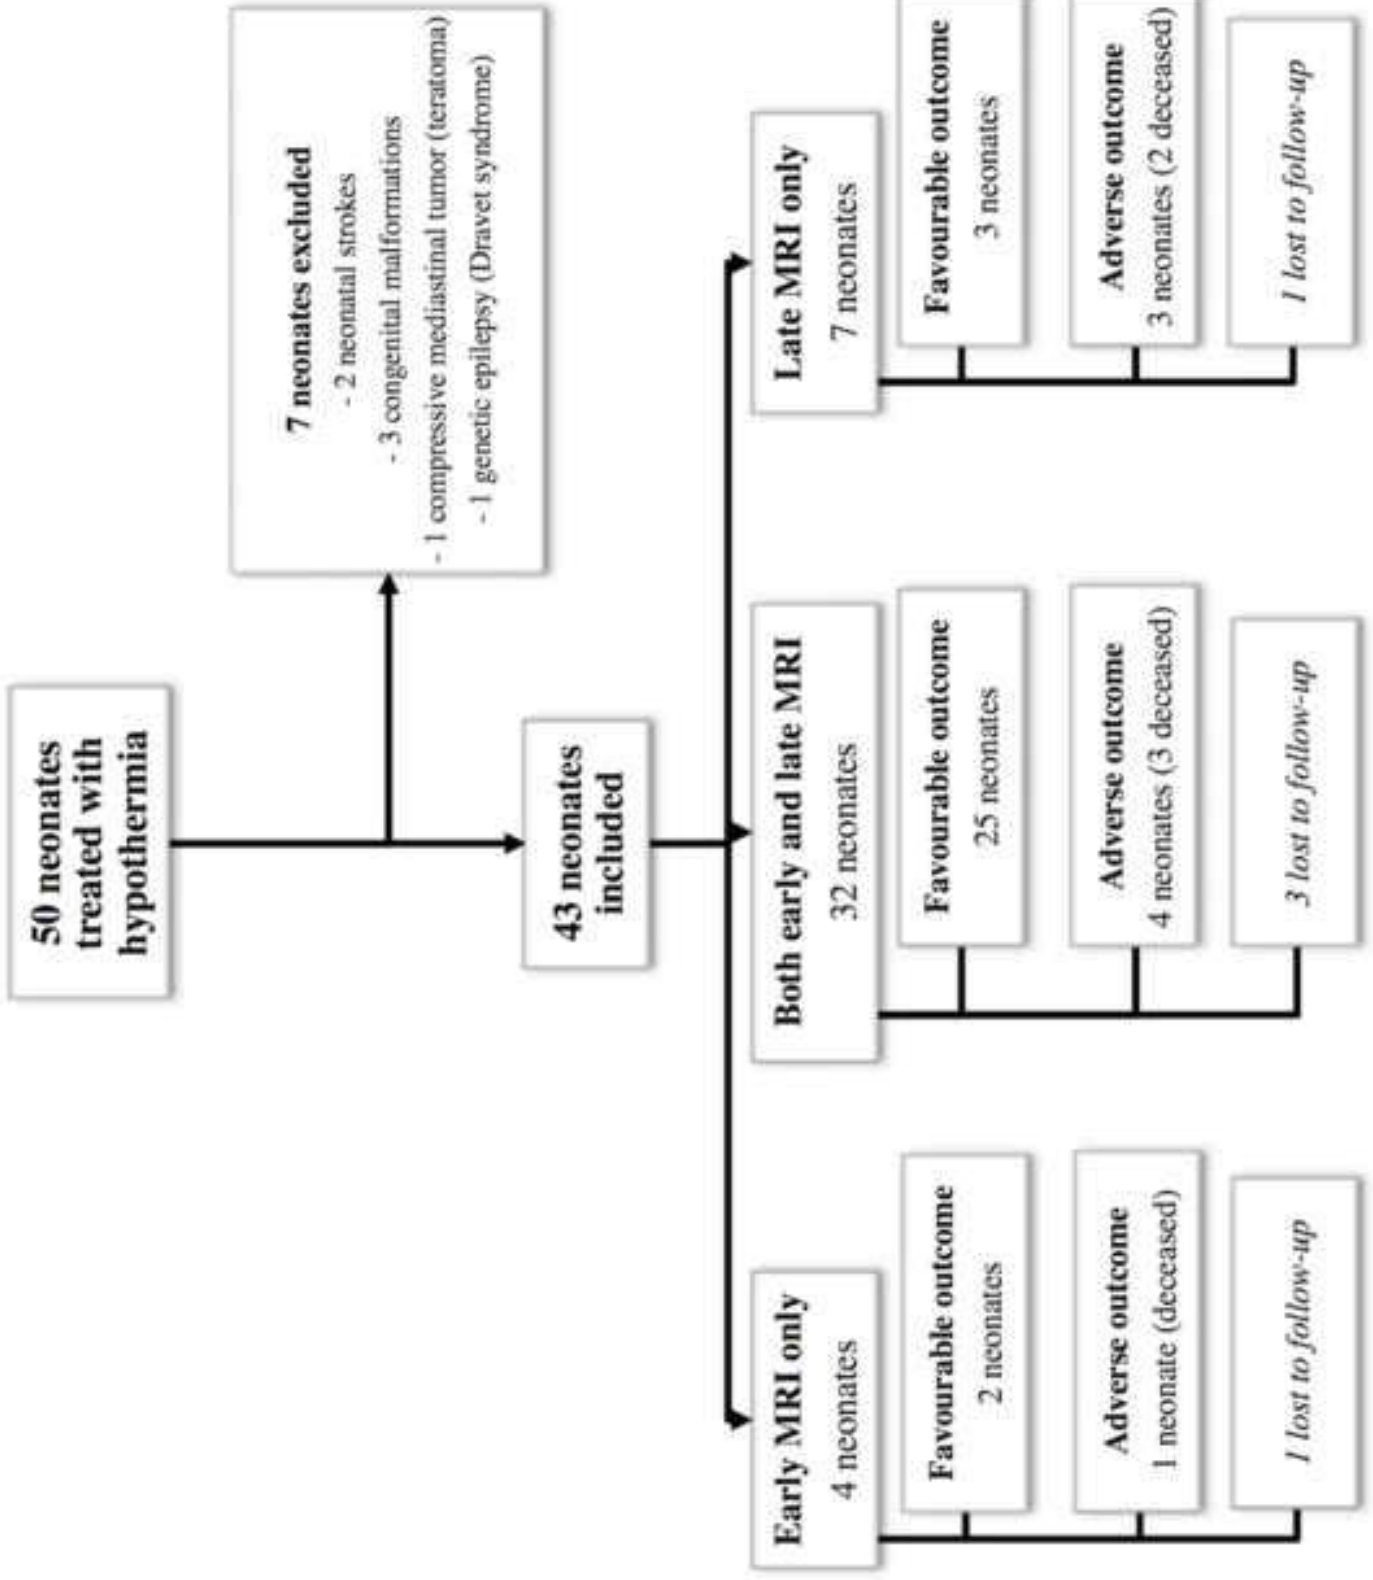 50 neonates
treated with
hypothermia
7 neonates excluded
- 2 neonatal strokes
- 3 congenital malformations
- 1 compressive mediastinal tumor (teratoma)
- 1 genetic epilepsy (Dravet syndrome)
43 neonates
included
Early MRI only
4 neonates
Favourable outcome
2 neonates
Adverse outcome
1 neonate (deceased)
1 lost to follow-up
Both early and late MRI
32 neonates
Favourable outcome
25 neonates
Adverse outcome
4 neonates (3 deceased)
3 lost to follow-up
Late MRI only
7 neonates
Favourable outcome
3 neonates
Adverse outcome
3 neonates (2 deceased)
1 lost to follow-up